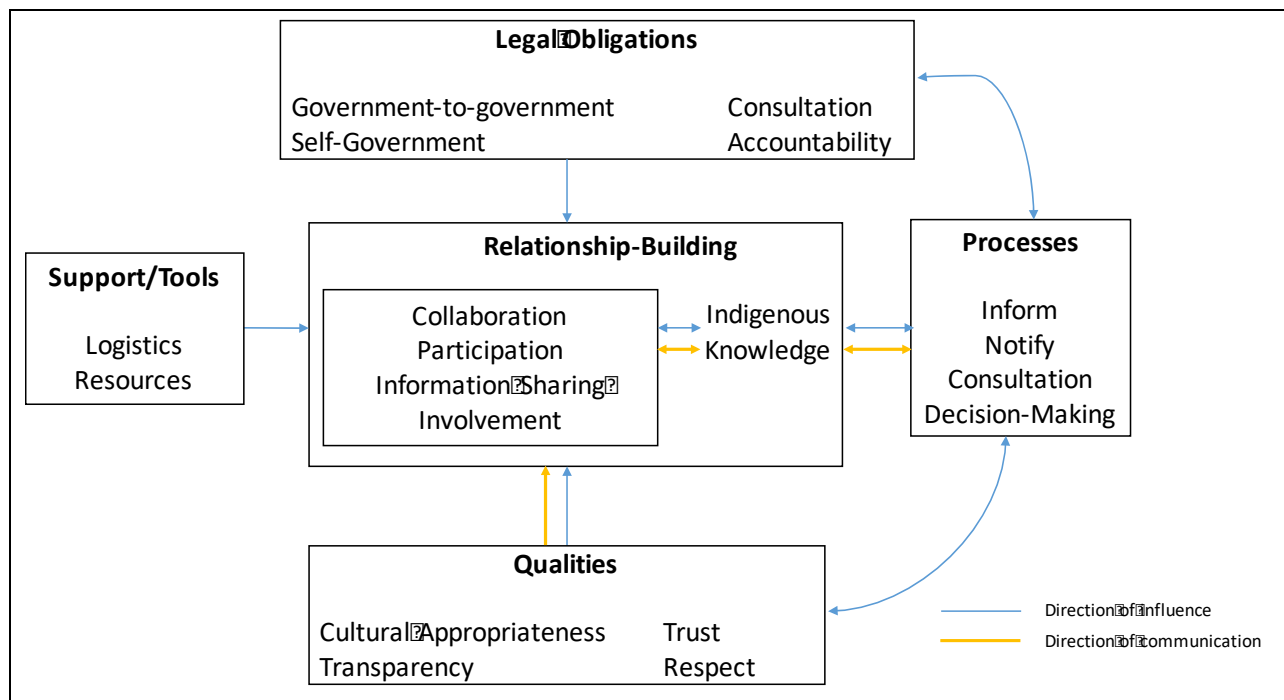 Legal Obligations
Government-to-government
Self-Government
Consultation
Accountability
Support/Tools
Logistics
Resources
Relationship-Building
Collaboration
Participation
Information Sharing
Involvement
Indigenous
Knowledge
Processes
Inform
Notify
Consultation
Decision-Making
Qualities
Cultural Appropriateness
Transparency
Trust
Respect
Direction of influence
Direction of communication